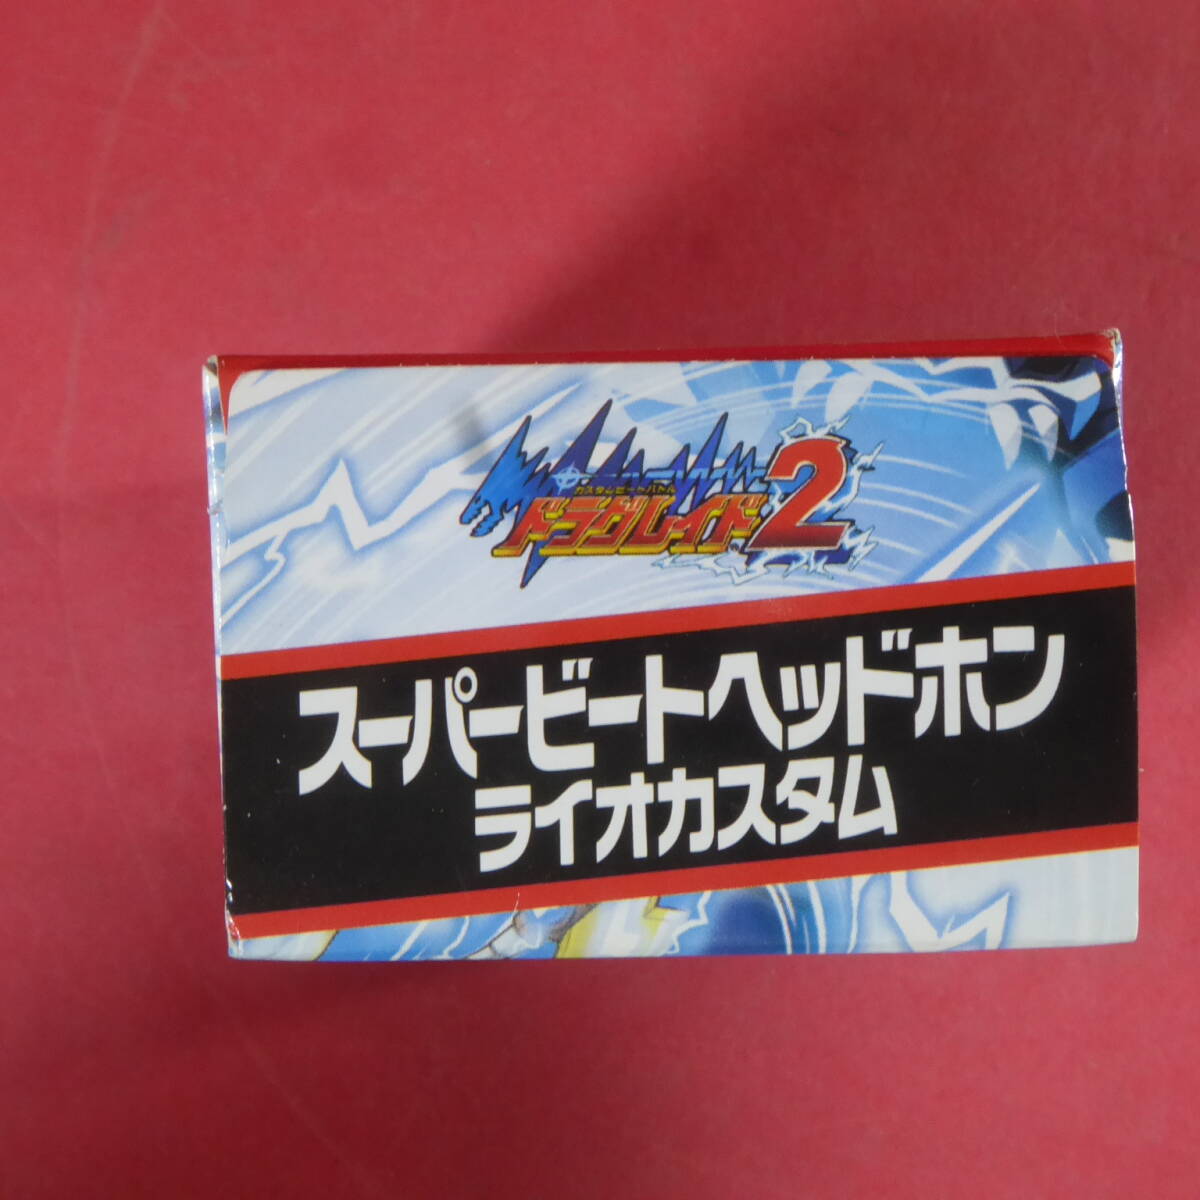 カスタムビートバトル
ドラグレイド2
スーパービートヘッドホン
ライオカスタム